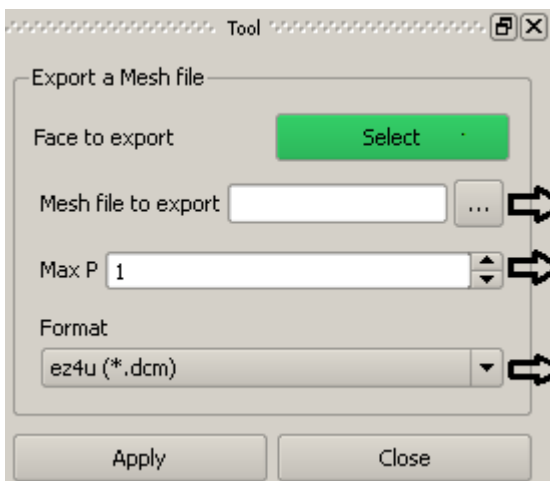 Tool
Export a Mesh file
Face to export Select
Mesh file to export ...
Max P 1
Format
ez4u (*.dcm)
Apply Close